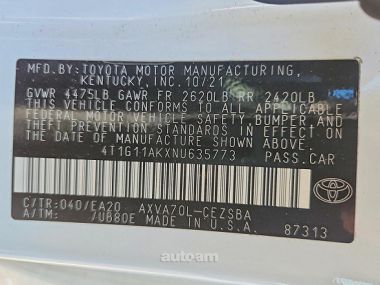 MFD.BY:TOYOTA MOTOR MANUFACTURING,
KENTUCKY, INC. 10/21
GVWR 4475LB GAWR FR 2620LB RR 2420LB
THIS VEHICLE CONFORMS TO ALL APPLICABLE
FEDERAL MOTOR VEHICLE SAFETY, BUMPER, AND
THEFT PREVENTION STANDARDS IN EFFECT ON THE
DATE OF MANUFACTURE SHOWN ABOVE.
4T1G11AKXNU635773 PASS.CAR
C/TR:040/EA20 AXVA70L-CEZSBA
A/TM: /UB80E MADE IN U.S.A. 87313
TOYOTA
autoam